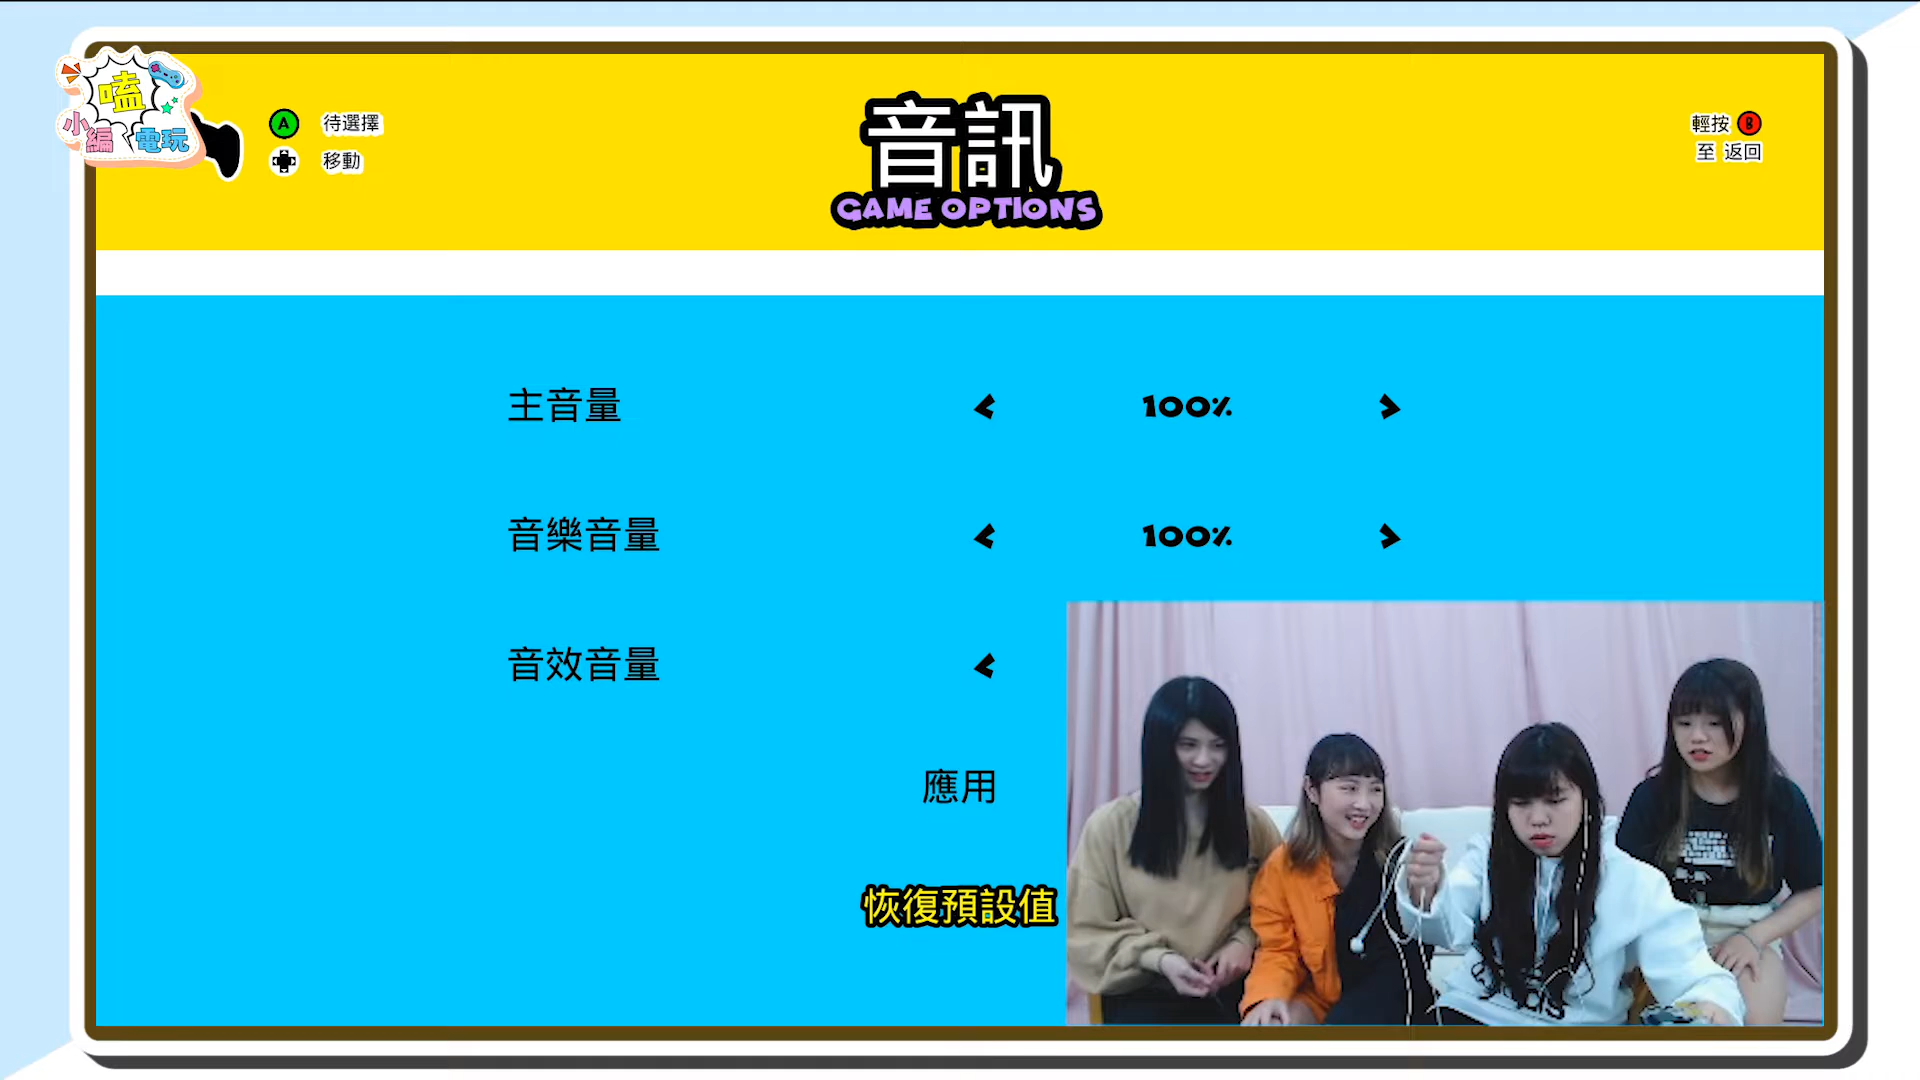 嗑
小編 電玩
A 待選擇
移動
音訊
GAME OPTIONS
輕按 B
至 返回
主音量 < 100% >
音樂音量 < 100% >
音效音量 <
應用
恢復預設值